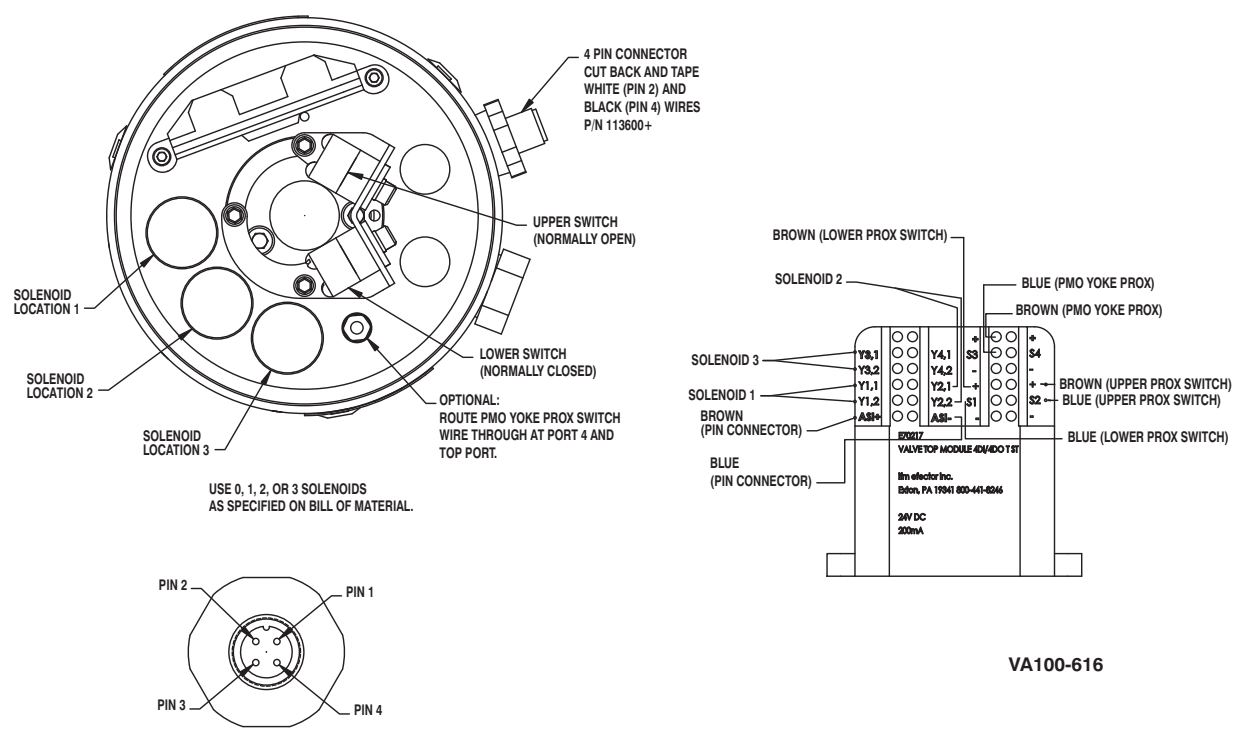 4 PIN CONNECTOR
CUT BACK AND TAPE
WHITE (PIN 2) AND
BLACK (PIN 4) WIRES
P/N 113600+
UPPER SWITCH
(NORMALLY OPEN)
SOLENOID
LOCATION 1
SOLENOID
LOCATION 2
SOLENOID
LOCATION 3
LOWER SWITCH
(NORMALLY CLOSED)
OPTIONAL:
ROUTE PMO YOKE PROX SWITCH
WIRE THROUGH AT PORT 4 AND
TOP PORT.
USE 0, 1, 2, OR 3 SOLENOIDS
AS SPECIFIED ON BILL OF MATERIAL.
PIN 2
PIN 1
PIN 3
PIN 4
BROWN (LOWER PROX SWITCH)
SOLENOID 2
BLUE (PMO YOKE PROX)
BROWN (PMO YOKE PROX)
SOLENOID 3
SOLENOID 1
BROWN
(PIN CONNECTOR)
BLUE
(PIN CONNECTOR)
BROWN (UPPER PROX SWITCH)
BLUE (UPPER PROX SWITCH)
BLUE (LOWER PROX SWITCH)
+ +
Y3,1 Y4,1 S3 S4
Y3,2 Y4,2 - -
Y1,1 Y2,1 + +
Y1,2 Y2,2 S1 S2
ASI+ ASI- - -
E70217
VALVE TOP MODULE 4DI/4DO T ST
ifm efector inc.
Exton, PA 19341 800-441-8246
24V DC
200mA
VA100-616